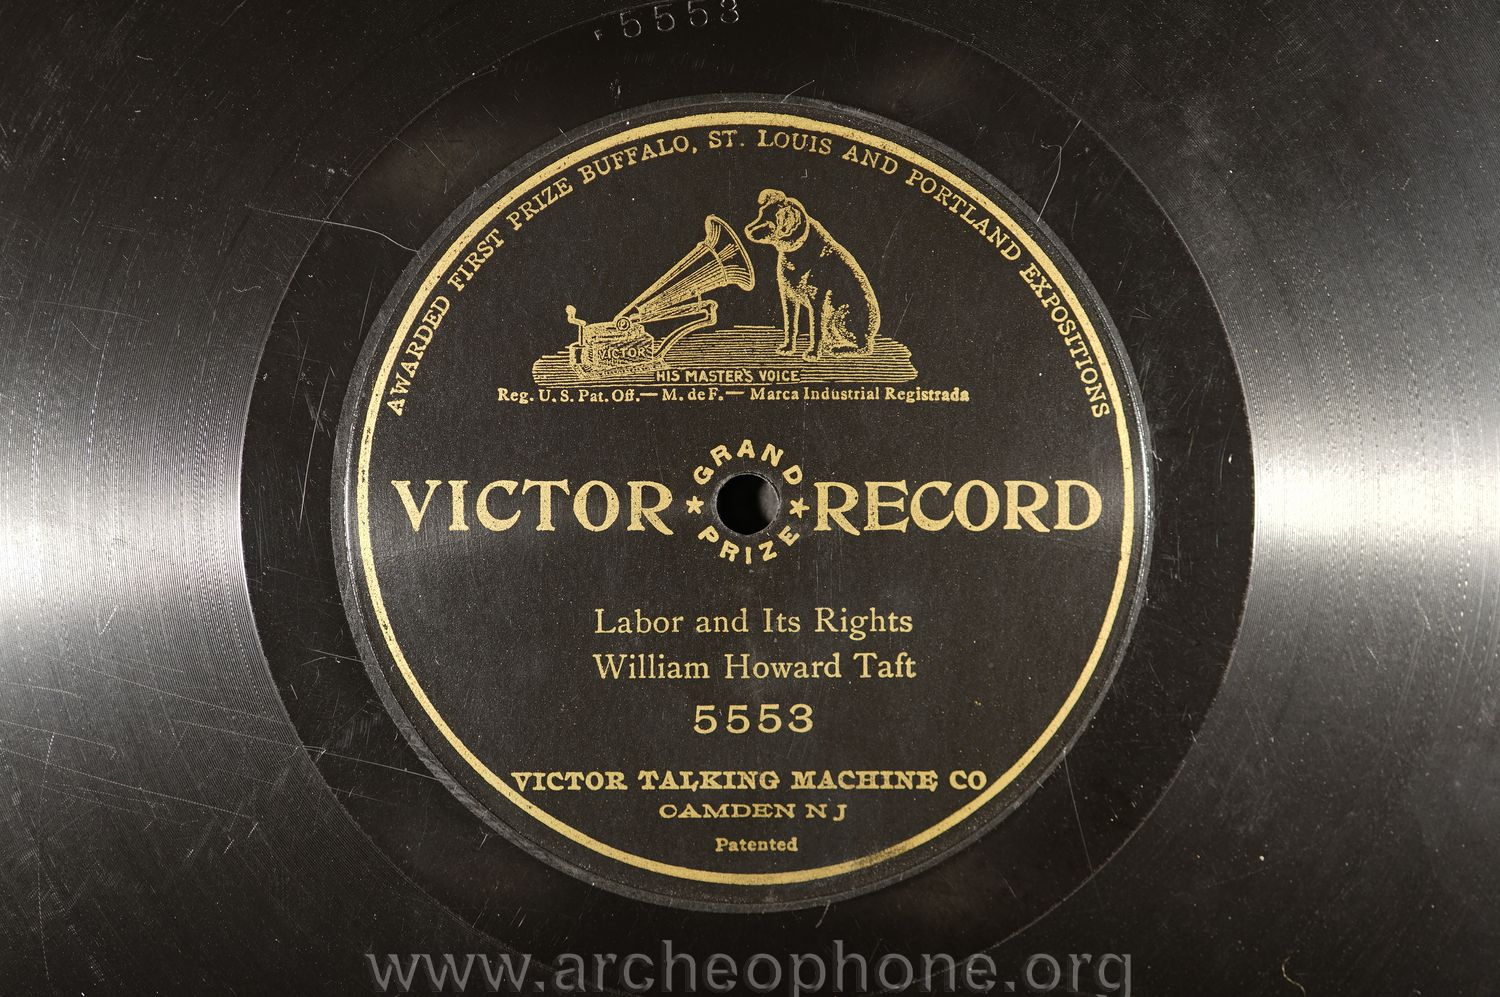 F 5553
AWARDED FIRST PRIZE BUFFALO, ST. LOUIS AND PORTLAND EXPOSITIONS
VICTOR
HIS MASTER'S VOICE
Reg. U. S. Pat. Off.— M. de F.— Marca Industrial Registrada
GRAND
VICTOR ★ ★ RECORD
PRIZE
Labor and Its Rights
William Howard Taft
5553
VICTOR TALKING MACHINE CO
CAMDEN N J
Patented
www.archeophone.org